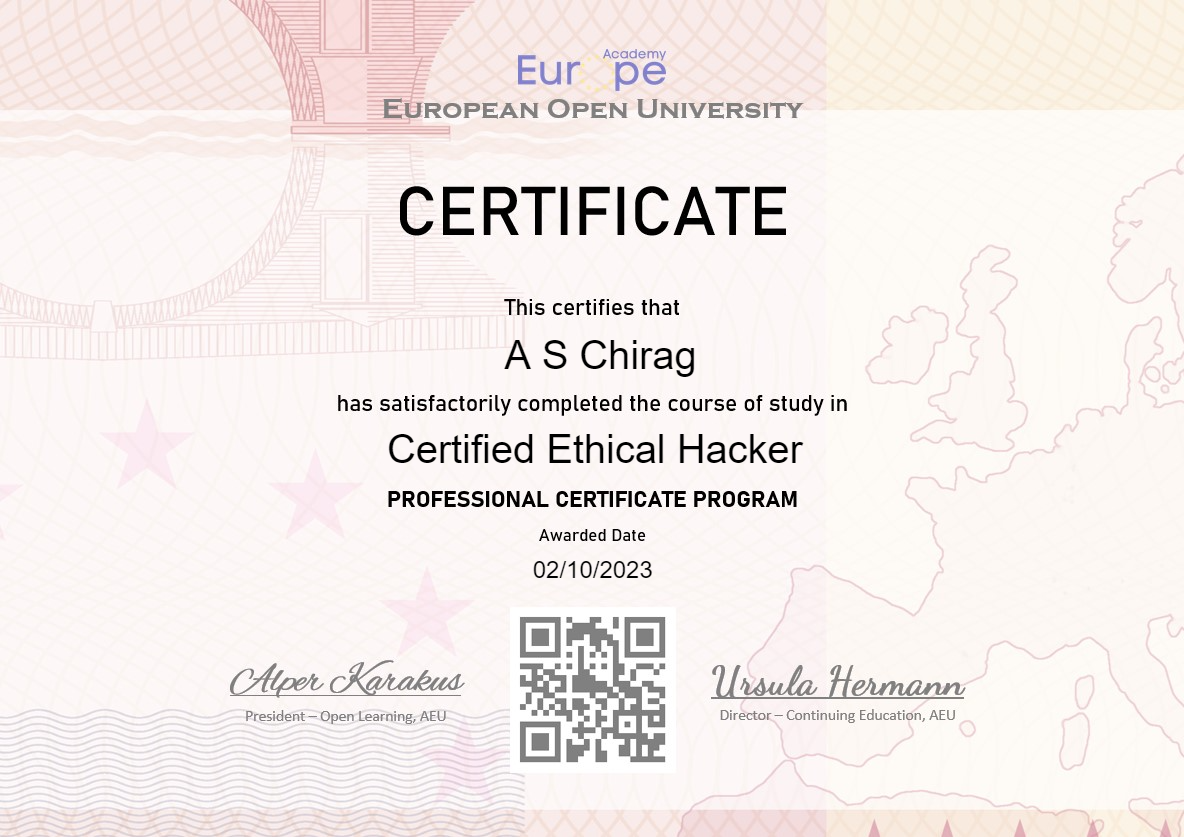 Academy
Europe
EUROPEAN OPEN UNIVERSITY
CERTIFICATE
This certifies that
A S Chirag
has satisfactorily completed the course of study in
Certified Ethical Hacker
PROFESSIONAL CERTIFICATE PROGRAM
Awarded Date
02/10/2023
Alper Karakus
President – Open Learning, AEU
Ursula Hermann
Director – Continuing Education, AEU